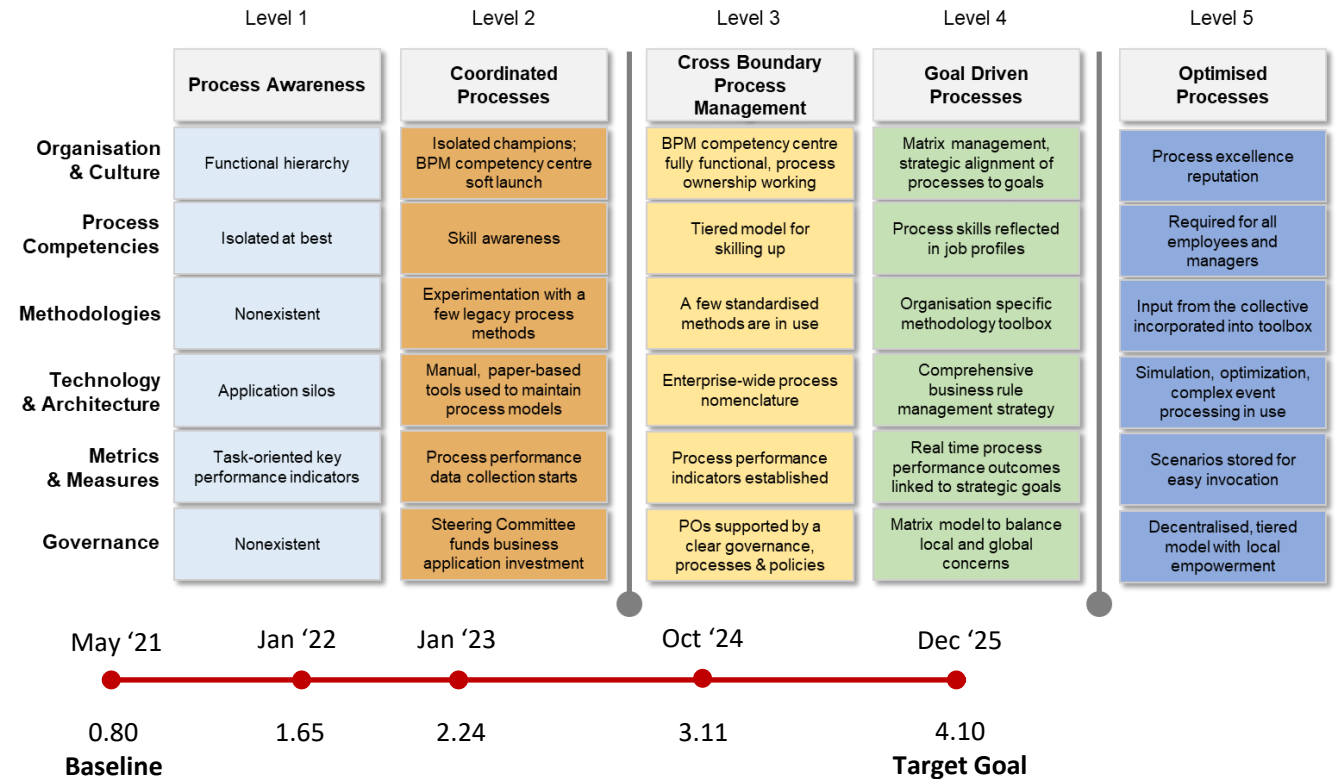 Level 1
Level 2
Level 3
Level 4
Level 5
Process Awareness
Coordinated
Processes
Cross Boundary
Process
Management
Goal Driven
Processes
Optimised
Processes
Organisation
& Culture
Functional hierarchy
Isolated champions;
BPM competency centre
soft launch
BPM competency centre
fully functional, process
ownership working
Matrix management,
strategic alignment of
processes to goals
Process excellence
reputation
Process
Competencies
Isolated at best
Skill awareness
Tiered model for
skilling up
Process skills reflected
in job profiles
Required for all
employees and
managers
Methodologies
Nonexistent
Experimentation with a
few legacy process
methods
A few standardised
methods are in use
Organisation specific
methodology toolbox
Input from the collective
incorporated into toolbox
Technology
& Architecture
Application silos
Manual, paper-based
tools used to maintain
process models
Enterprise-wide process
nomenclature
Comprehensive
business rule
management strategy
Simulation, optimization,
complex event
processing in use
Metrics
& Measures
Task-oriented key
performance indicators
Process performance
data collection starts
Process performance
indicators established
Real time process
performance outcomes
linked to strategic goals
Scenarios stored for
easy invocation
Governance
Nonexistent
Steering Committee
funds business
application investment
POs supported by a
clear governance,
processes & policies
Matrix model to balance
local and global
concerns
Decentralised, tiered
model with local
empowerment
May ‘21
Jan ‘22
Jan ‘23
Oct ‘24
Dec ‘25
0.80
1.65
2.24
3.11
4.10
Baseline
Target Goal